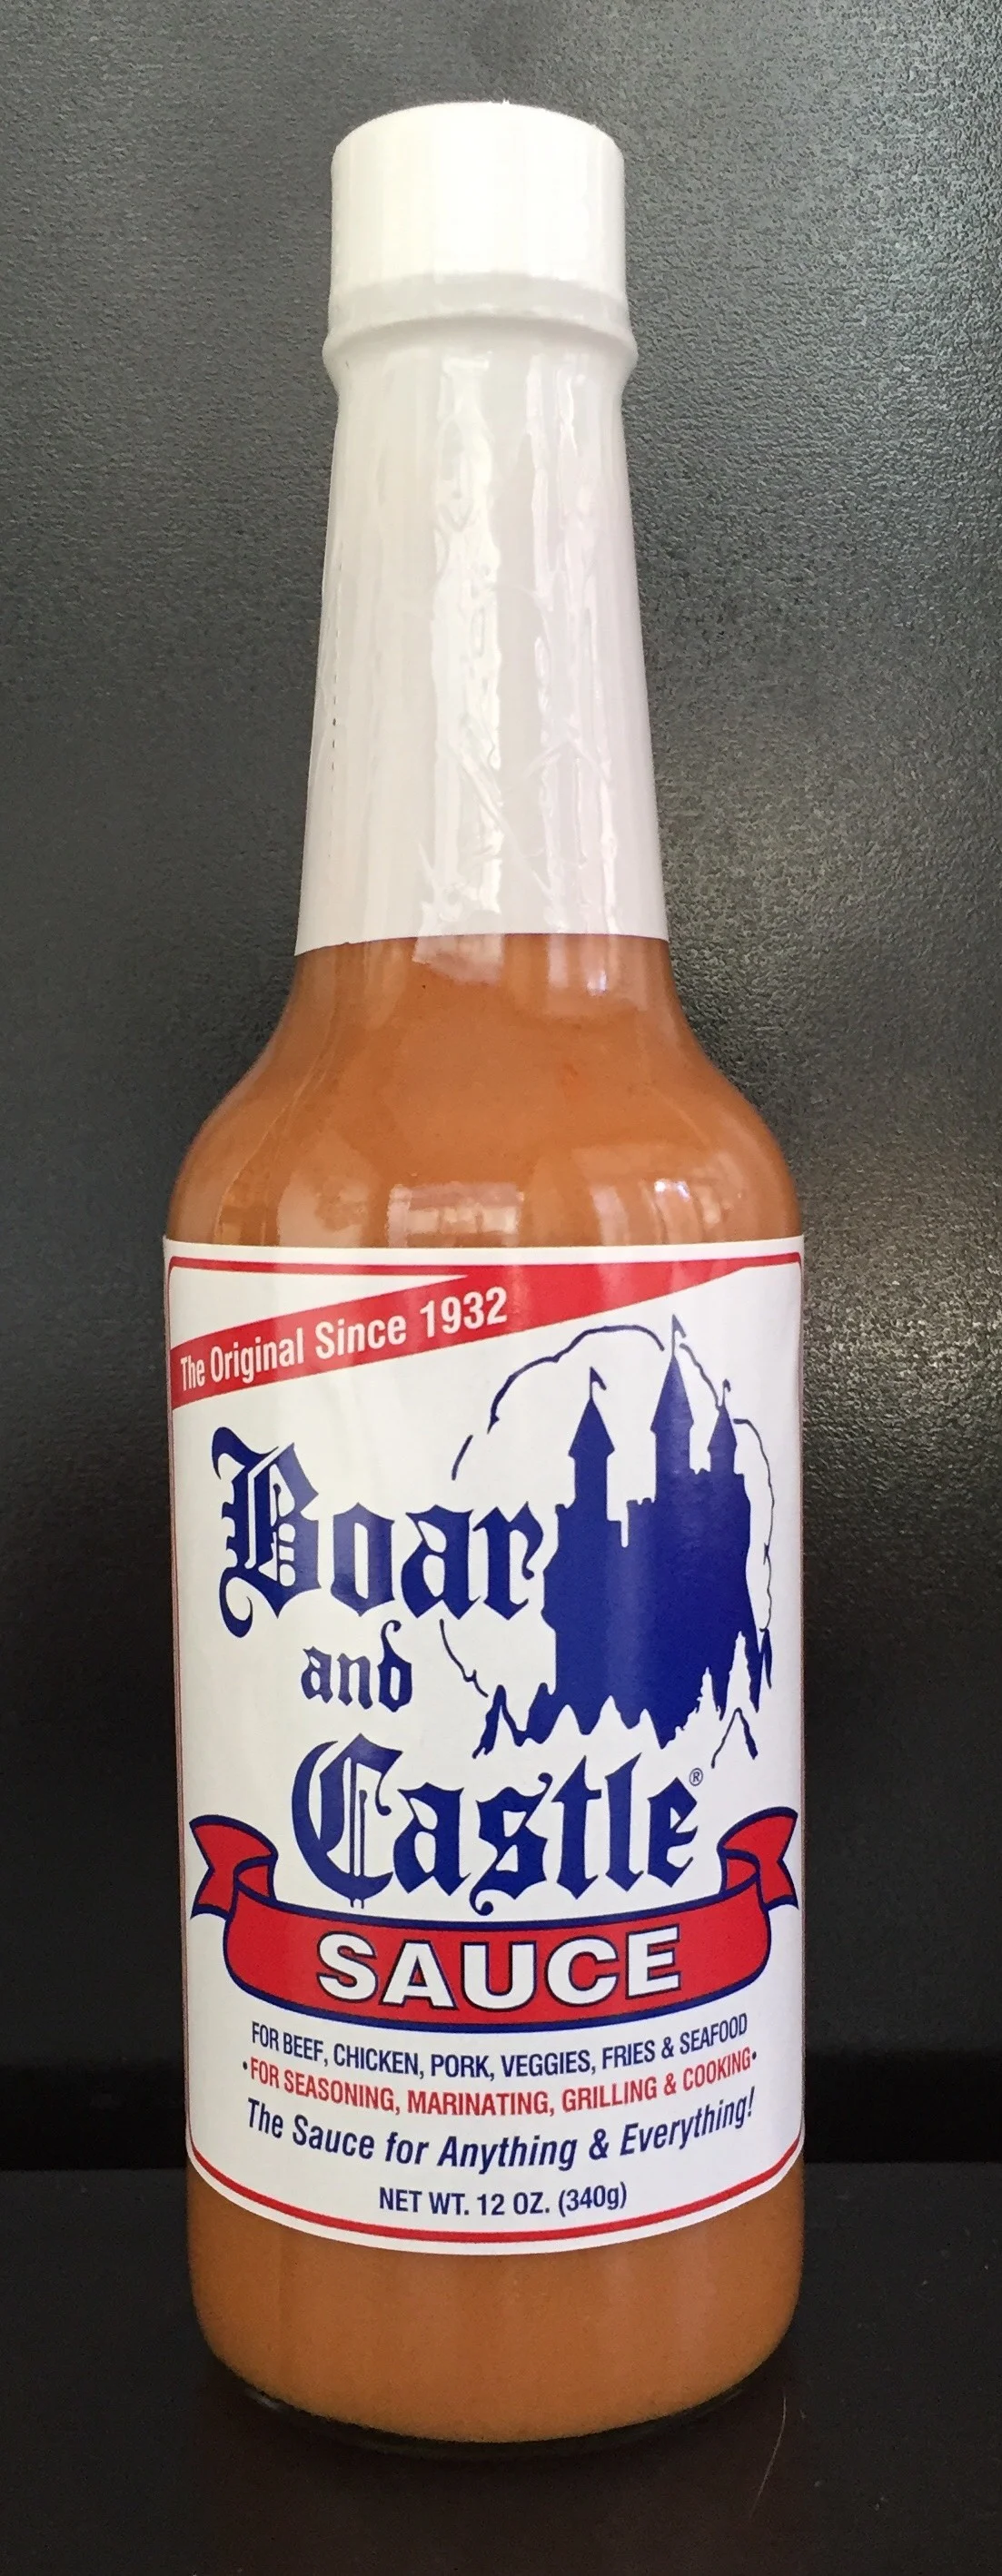 The Original Since 1932
Boar
and
Castle®
SAUCE
FOR BEEF, CHICKEN, PORK, VEGGIES, FRIES & SEAFOOD
•FOR SEASONING, MARINATING, GRILLING & COOKING•
The Sauce for Anything & Everything!
NET WT. 12 OZ. (340g)